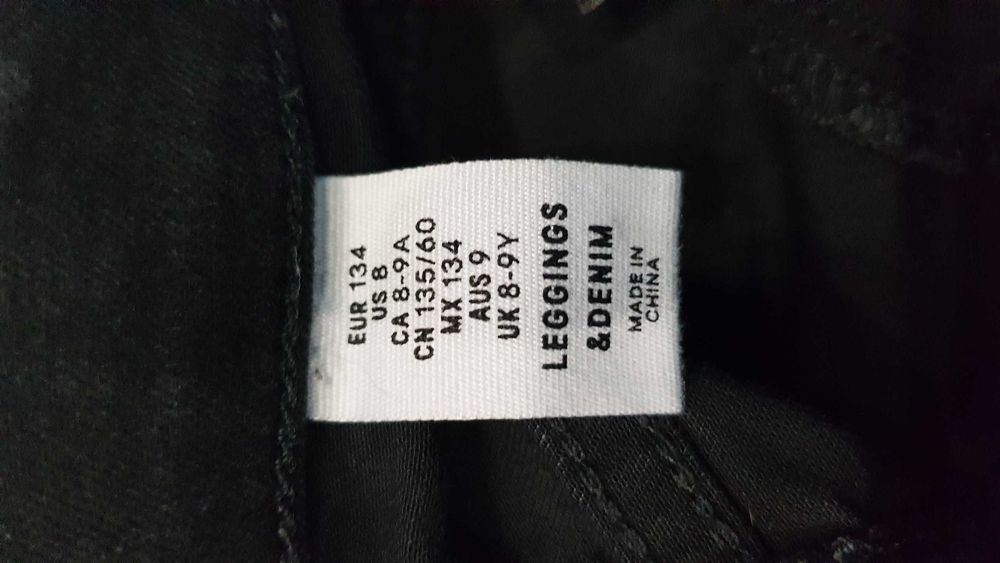 EUR 134
US 8
CA 8-9A
CN 135/60
MX 134
AUS 9
UK 8-9Y
LEGGINGS
&DENIM
MADE IN
CHINA